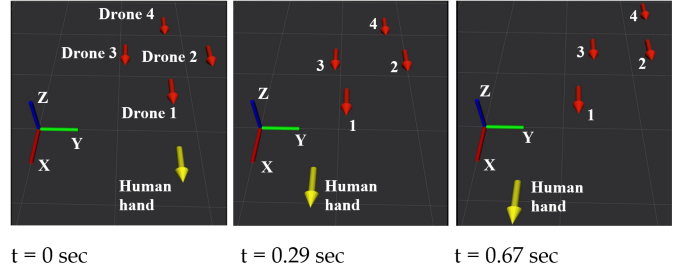 Drone 4
Drone 3 Drone 2
Drone 1
Z
Y
X
Human
hand
4
3 2
1
Z
Y
X
Human
hand
4
3
2
1
Z
Y
X
Human
hand
t = 0 sec t = 0.29 sec t = 0.67 sec